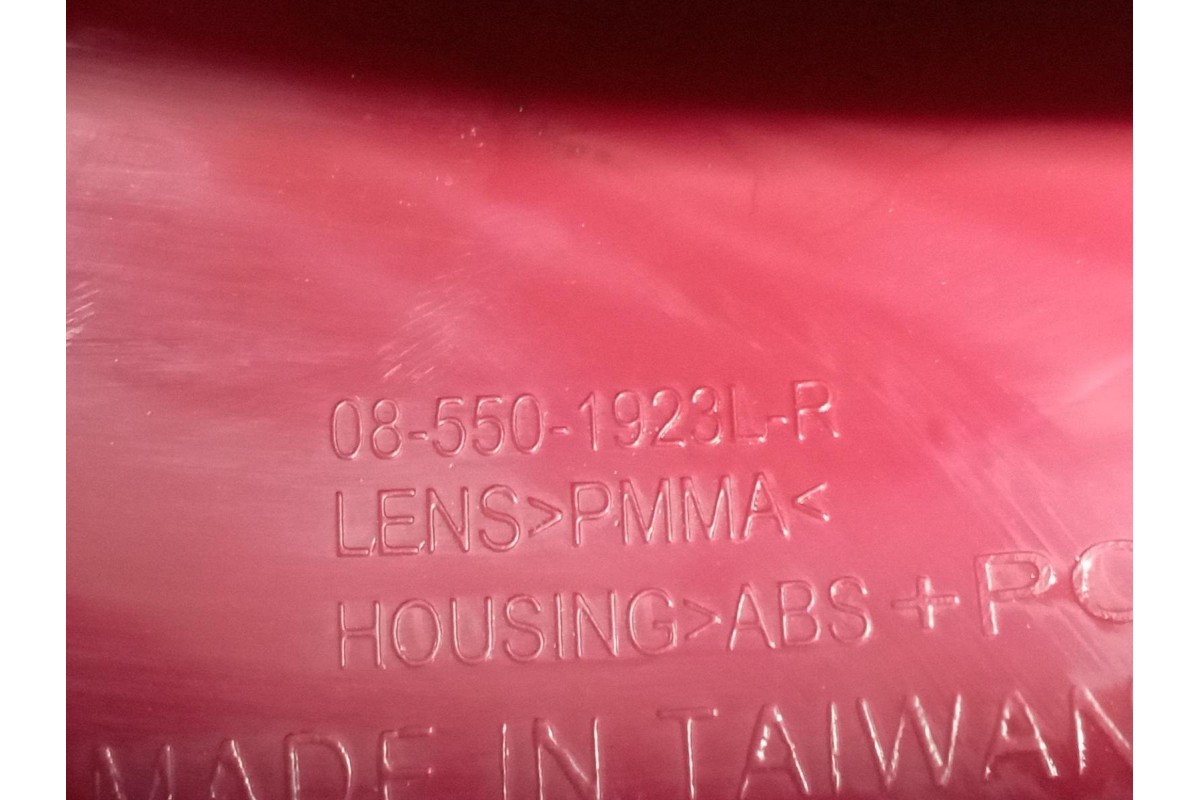 08-550-1923L-R
LENS>PMMA<
HOUSING>ABS+PC
MADE IN TAIWAN